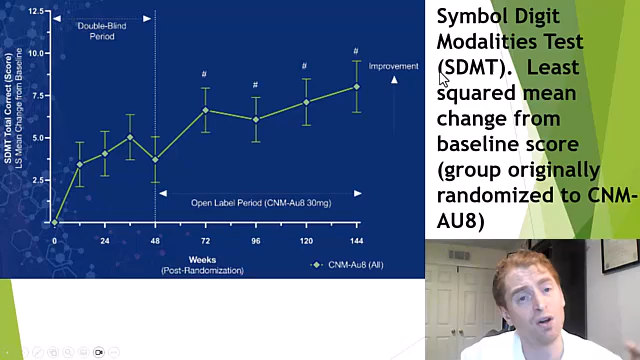 12.5
10.0
7.5
5.0
2.5
0
SDMT Total Correct (Score)
LS Mean Change from Baseline
Double-Blind
Period
#
#
#
#
Improvement
Open Label Period (CNM-Au8 30mg)
0
24
48
72
96
120
144
Weeks
(Post-Randomization)
CNM-Au8 (All)
Symbol Digit
Modalities Test
(SDMT). Least
squared mean
change from
baseline score
(group originally
randomized to CNM-
AU8)